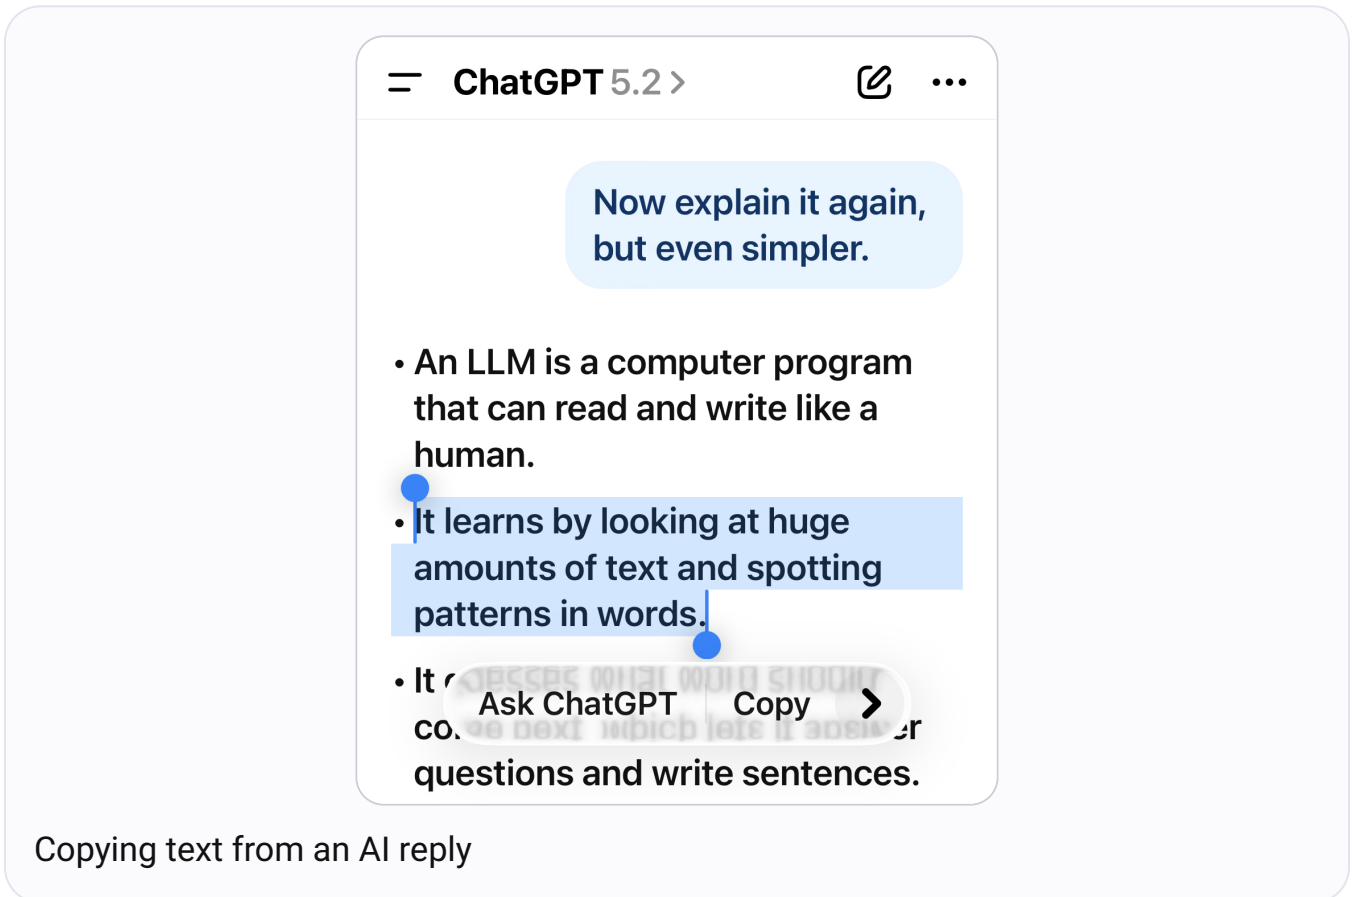 ChatGPT 5.2 >
Now explain it again,
but even simpler.
• An LLM is a computer program
that can read and write like a
human.
• It learns by looking at huge
amounts of text and spotting
patterns in words.
• It
Ask ChatGPT Copy
questions and write sentences.
Copying text from an AI reply